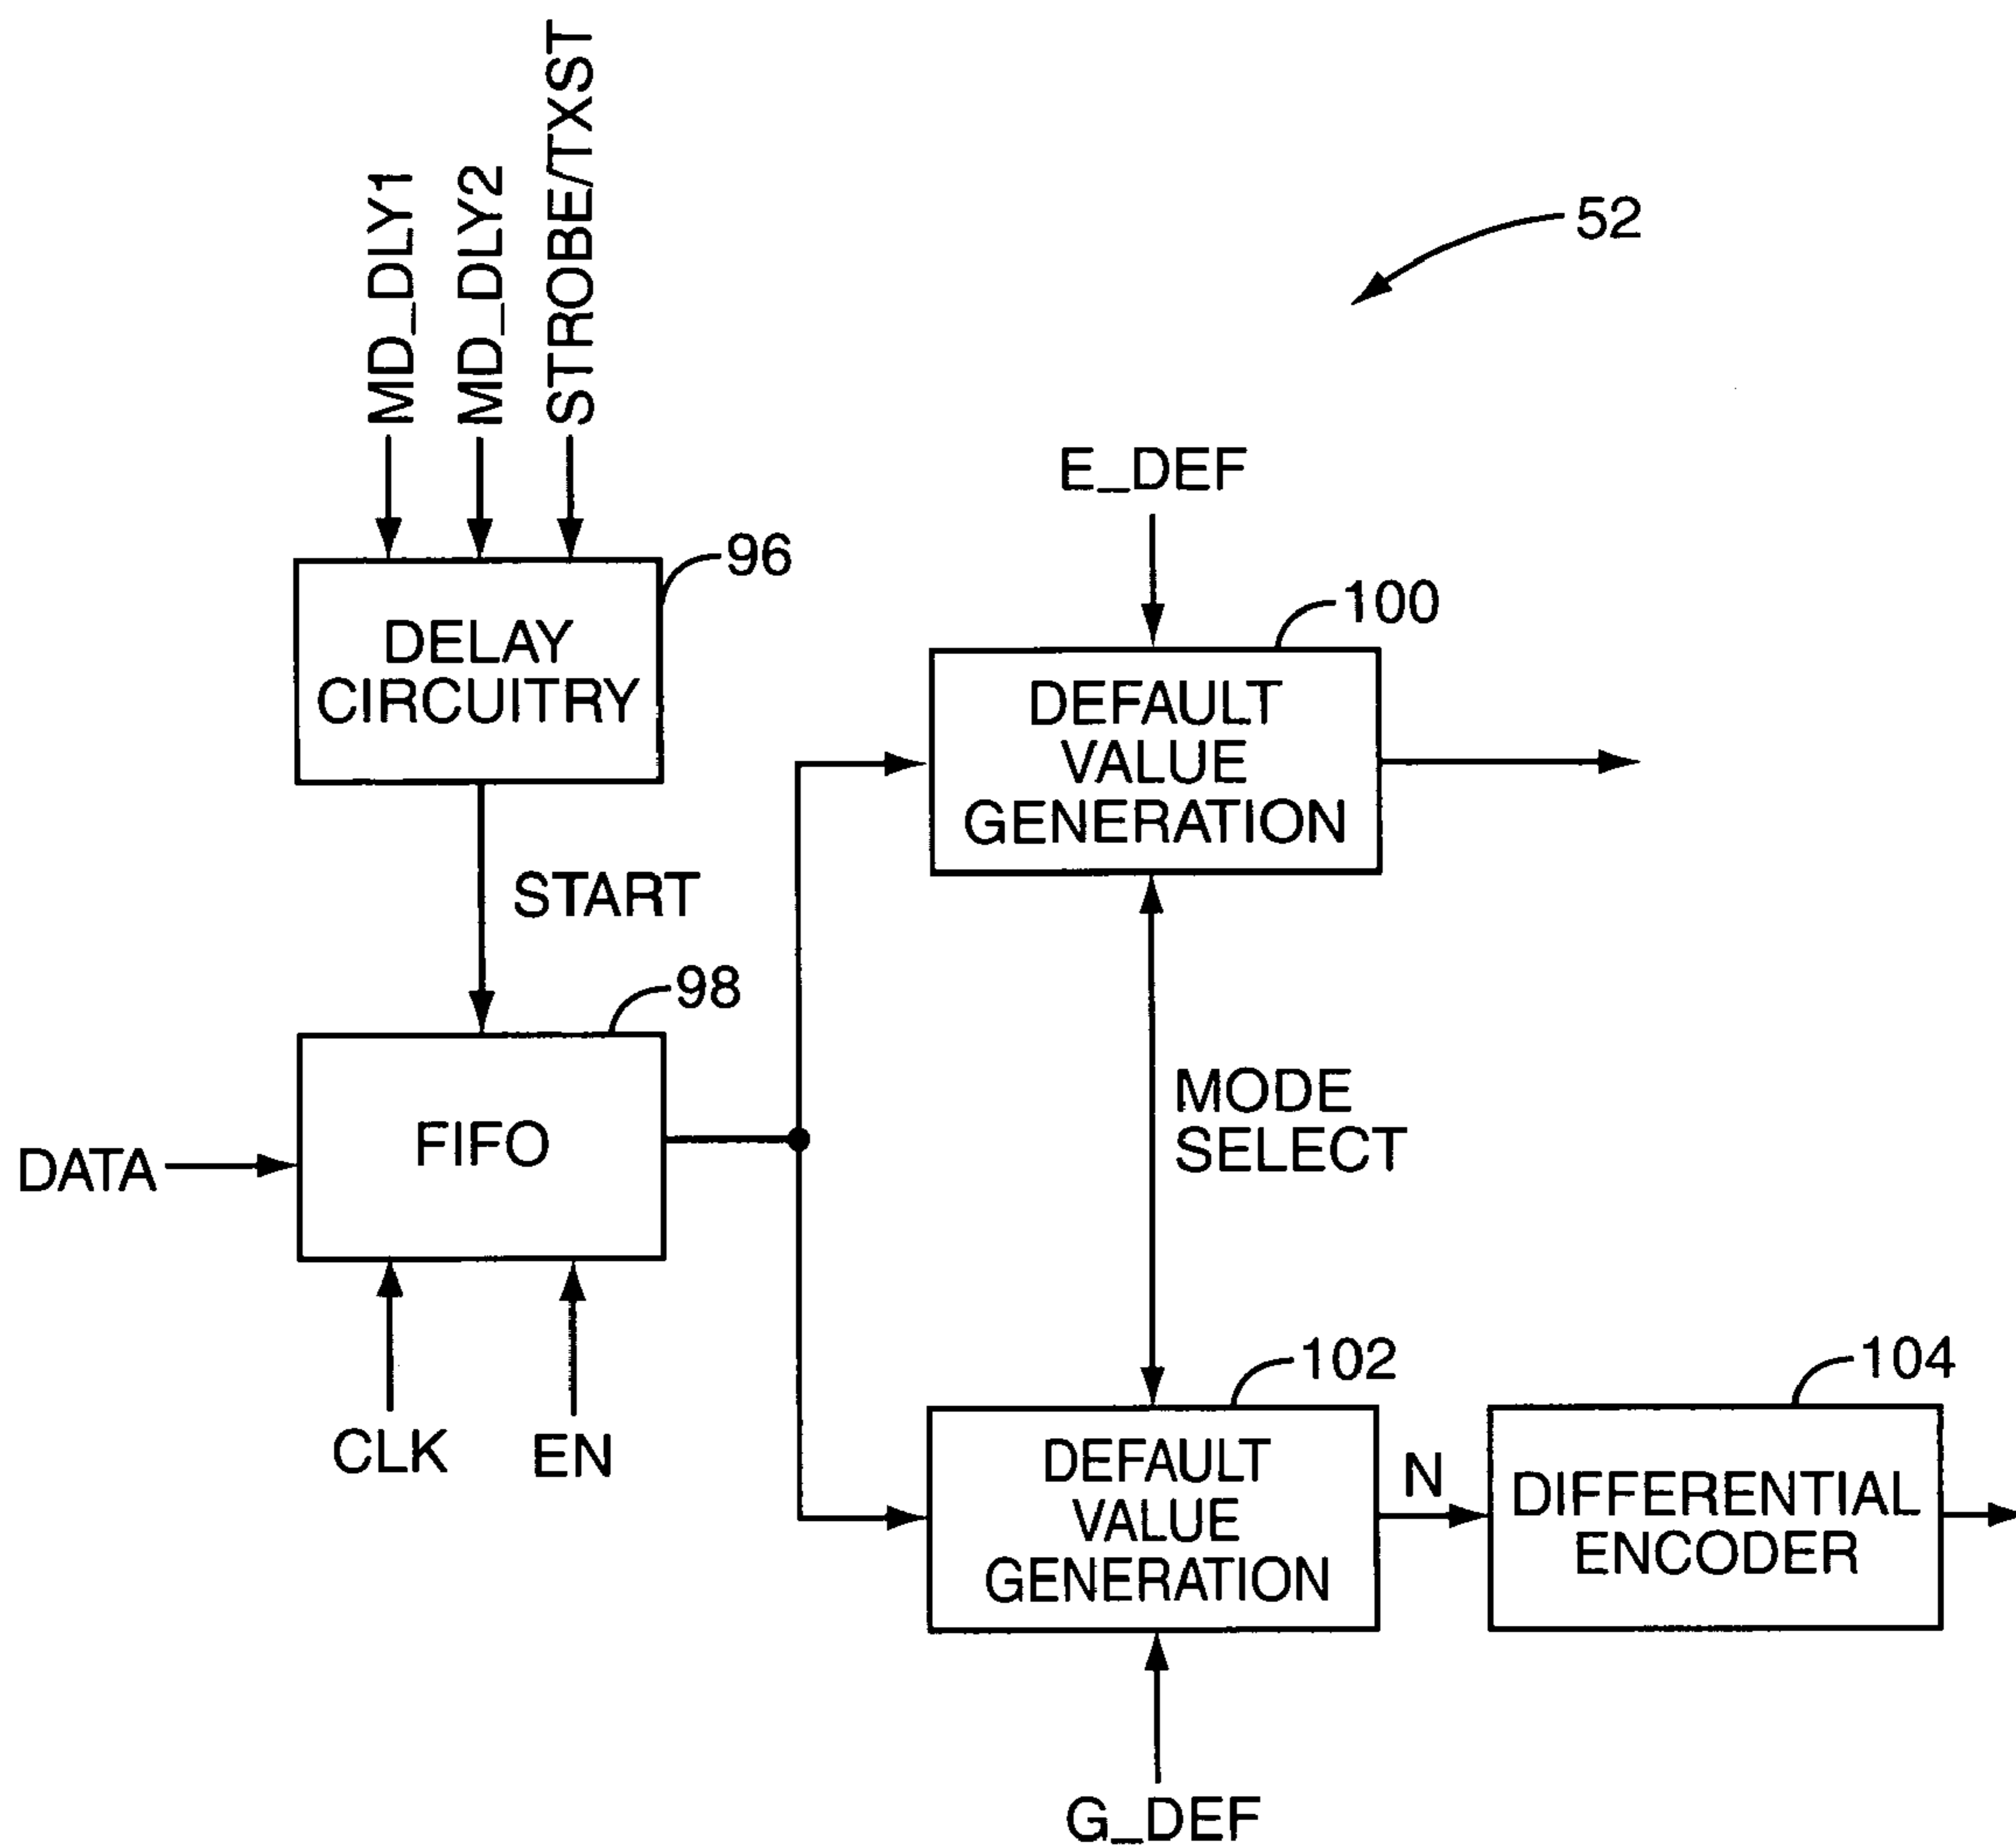 MD_DLY1
MD_DLY2
STROBE/TXST
52
E_DEF
96
DELAY
CIRCUITRY
100
DEFAULT
VALUE
GENERATION
START
98
FIFO
DATA
MODE
SELECT
CLK
EN
102
DEFAULT
VALUE
GENERATION
N
104
DIFFERENTIAL
ENCODER
G_DEF